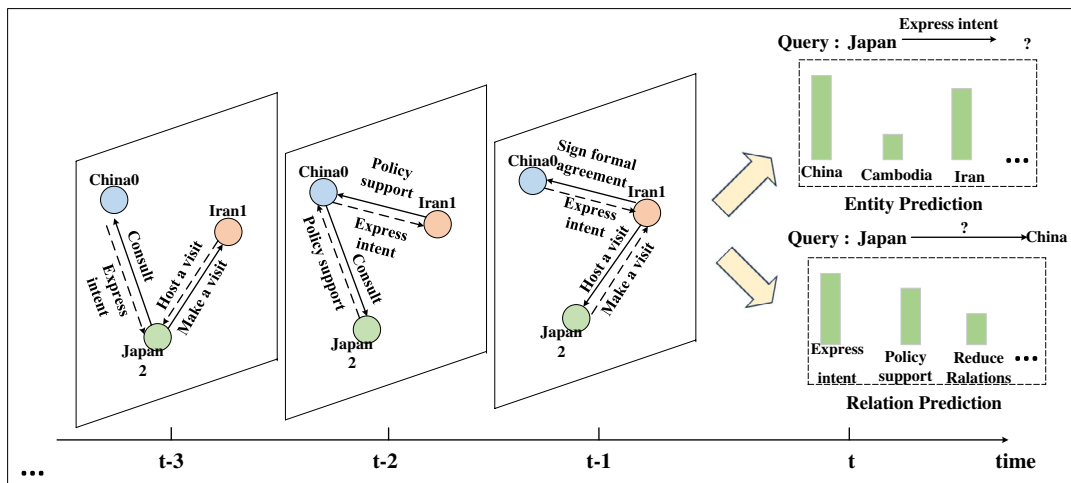 China0
Iran1
Consult
Express
intent
Host a visit
Make a visit
Japan
2
China0
Policy
support
Iran1
Express
intent
Policy support
Consult
Japan
2
China0
Sign formal
agreement
Iran1
Express
intent
Host a visit
Make a visit
Japan
2
Express intent
Query : Japan ?
China Cambodia Iran ...
Entity Prediction
?
Query : Japan China
Express
intent
Policy
support
Reduce
Ralations
...
Relation Prediction
... t-3 t-2 t-1 t time